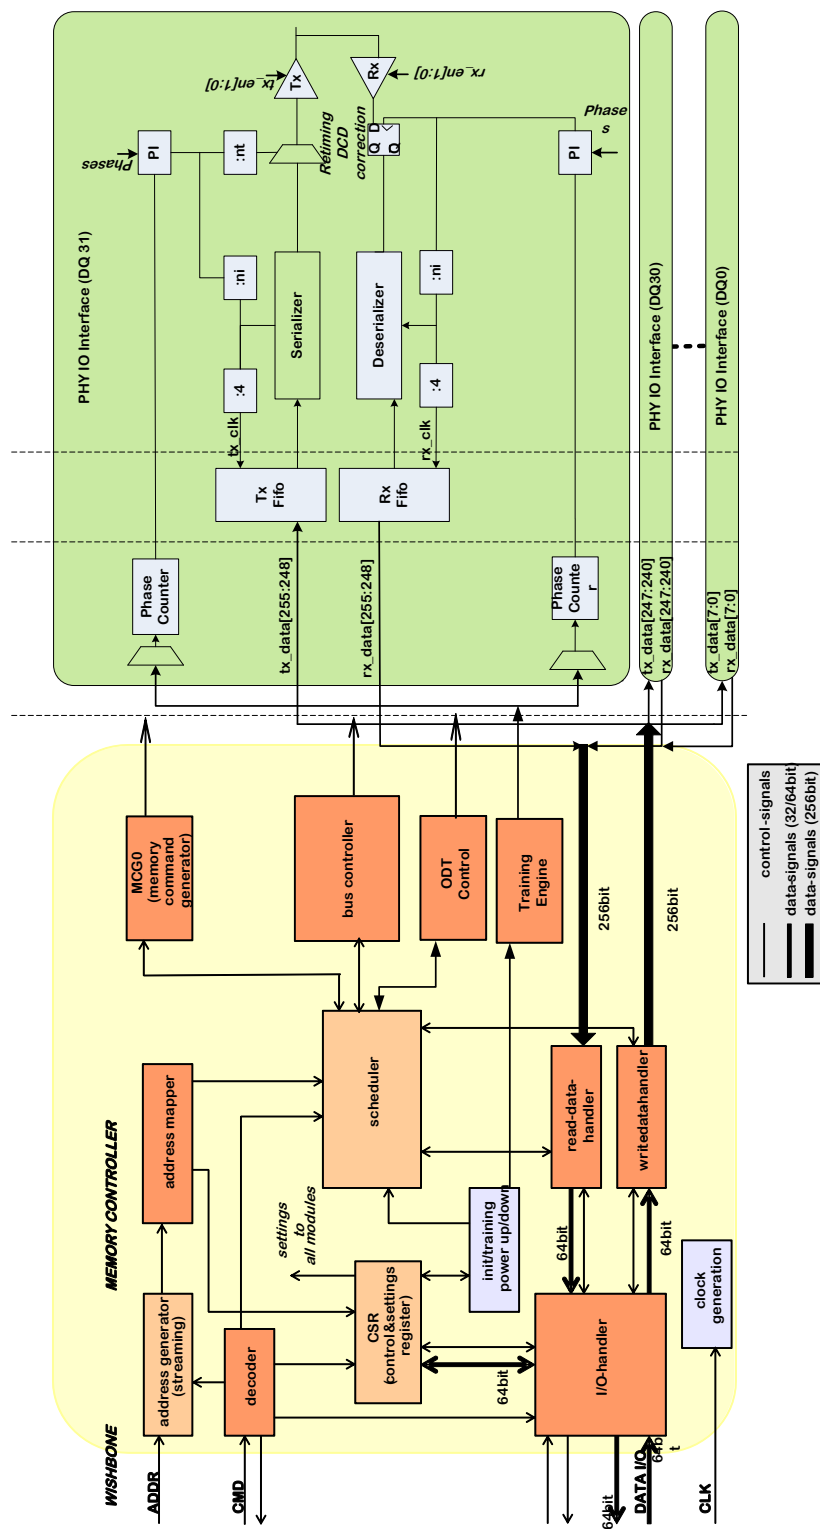 WISHBONE
MEMORY CONTROLLER
ADDR
CMD
DATA I/O
CLK
address generator
(streaming)
address mapper
decoder
CSR
(control&settings
register)
settings
to
all modules
init/training
power up/down
I/O-handler
64bit
64bit
64bit
64bit
64b
t
clock
generation
scheduler
read-data-
handler
writedatahandler
MCG0
(memory
command
generator)
bus controller
ODT
Control
Training
Engine
256bit
256bit
control-signals
data-signals (32/64bit)
data-signals (256bit)
PHY IO Interface (DQ 31)
Phase
Counter
tx_data[255:248]
rx_data[255:248]
Phase
Counte
r
Tx
Fifo
Rx
Fifo
tx_clk
rx_clk
:4
:4
Serializer
Deserializer
:ni
:ni
:nt
PI
Phases
PI
Phase
s
Retiming
DCD
correction
Q D
Q
Tx
tx_en[1:0]
Rx
rx_en[1:0]
PHY IO Interface (DQ30)
tx_data[247:240]
rx_data[247:240]
PHY IO Interface (DQ0)
tx_data[7:0]
rx_data[7:0]